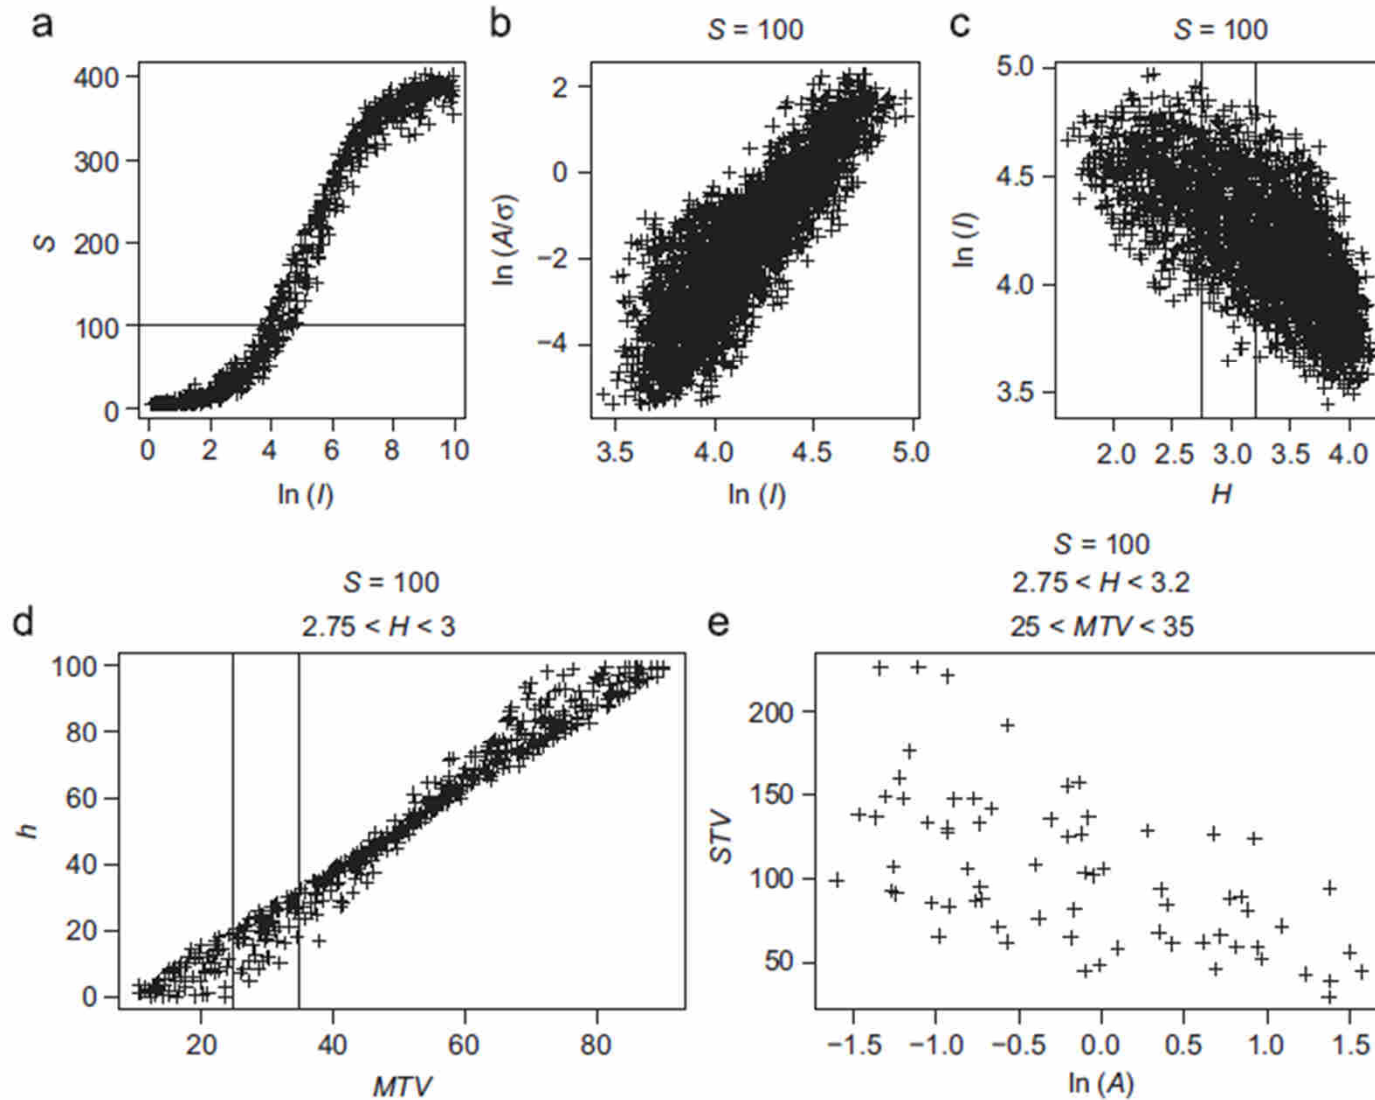 a
S
400
300
200
100
0
0 2 4 6 8 10
ln (I)
b
S = 100
ln (A/σ)
2
0
−2
−4
3.5 4.0 4.5 5.0
ln (I)
c
S = 100
ln (I)
5.0
4.5
4.0
3.5
2.0 2.5 3.0 3.5 4.0
H
d
S = 100
2.75 < H < 3
h
100
80
60
40
20
0
20 40 60 80
MTV
e
S = 100
2.75 < H < 3.2
25 < MTV < 35
STV
200
150
100
50
−1.5 −1.0 −0.5 0.0 0.5 1.0 1.5
ln (A)